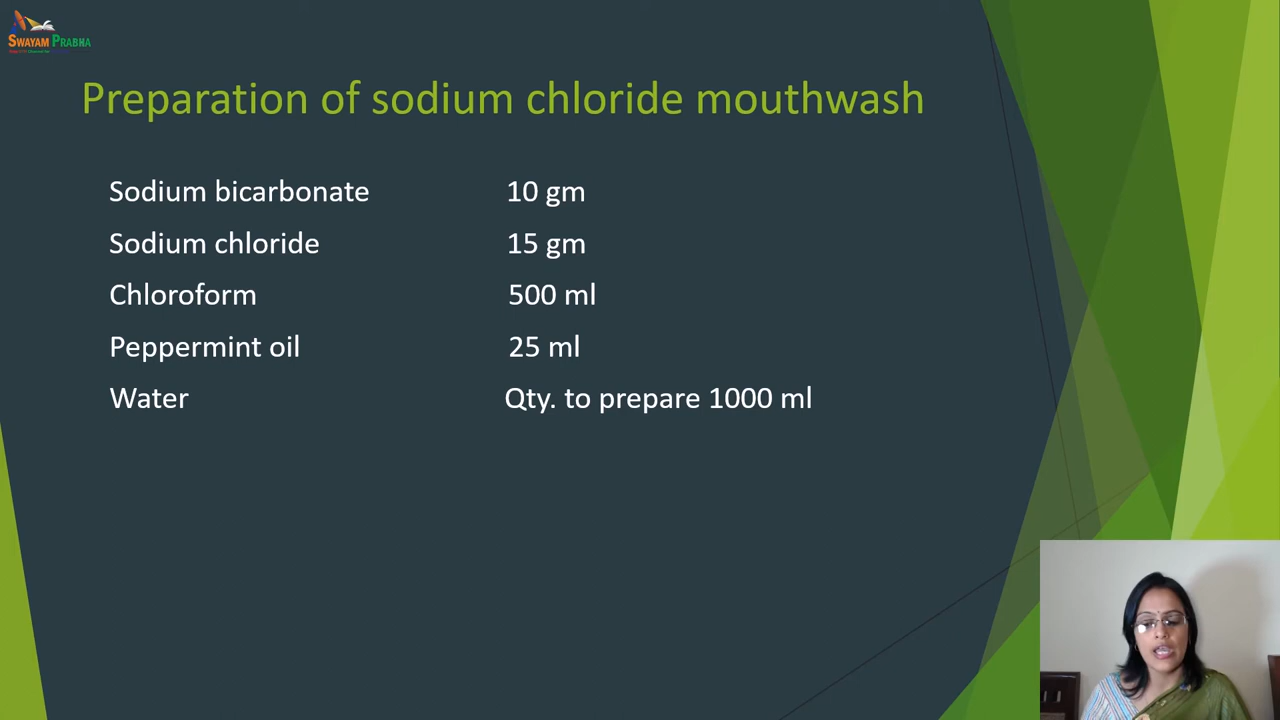 SWAYAM PRABHA
Preparation of sodium chloride mouthwash
Sodium bicarbonate 10 gm
Sodium chloride 15 gm
Chloroform 500 ml
Peppermint oil 25 ml
Water Qty. to prepare 1000 ml